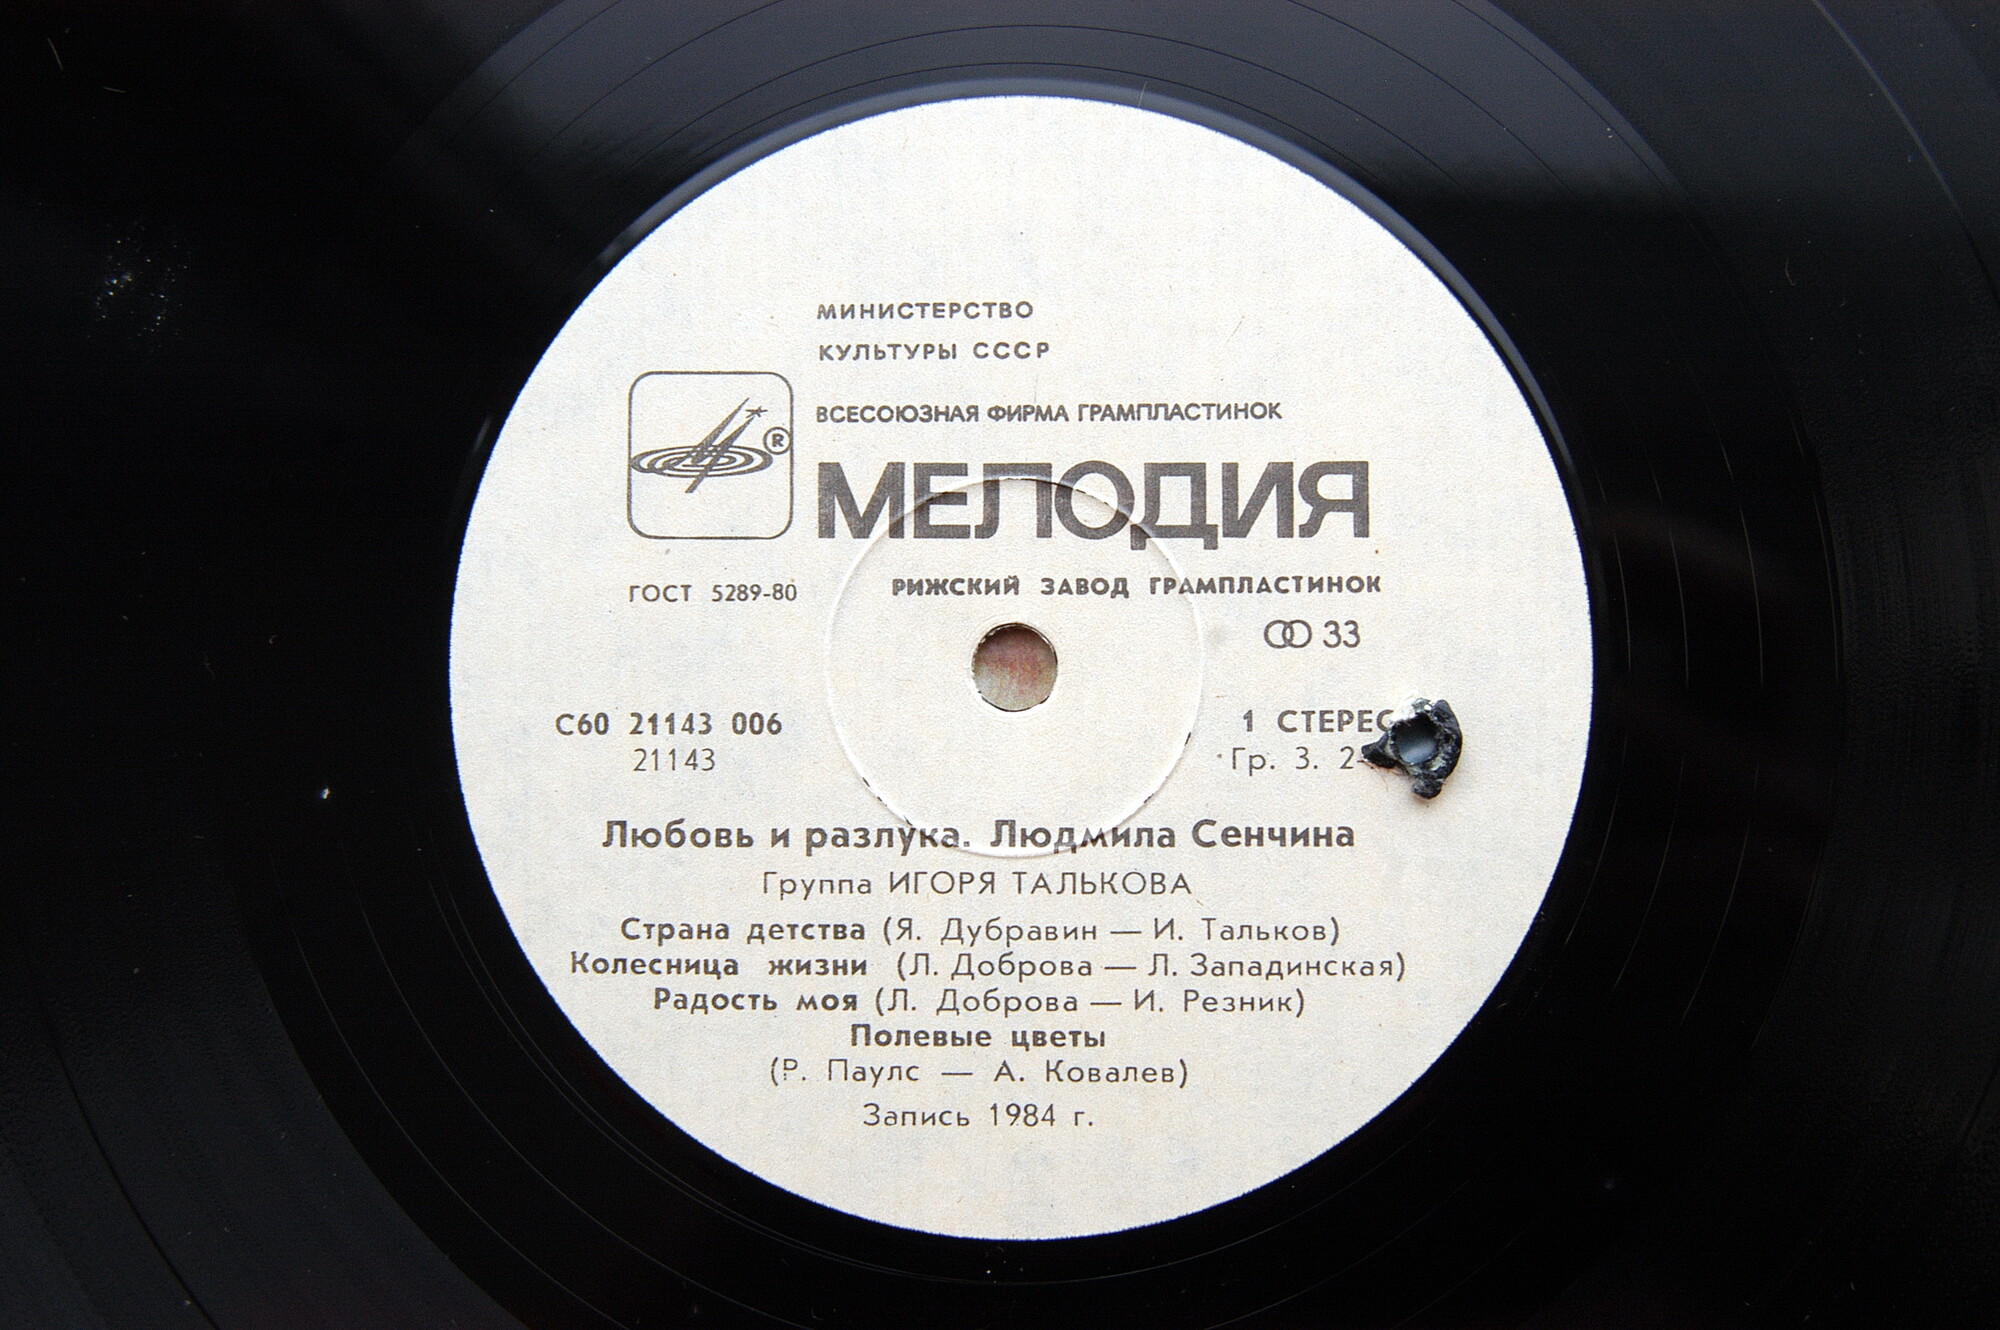 МИНИСТЕРСТВО
КУЛЬТУРЫ СССР
ВСЕСОЮЗНАЯ ФИРМА ГРАМПЛАСТИНОК
®
МЕЛОДИЯ
ГОСТ 5289-80
РИЖСКИЙ ЗАВОД ГРАМПЛАСТИНОК
33
С60 21143 006
1 СТЕРЕО
21143
Гр. 3. 2-
Любовь и разлука. Людмила Сенчина
Группа ИГОРЯ ТАЛЬКОВА
Страна детства (Я. Дубравин — И. Тальков)
Колесница жизни (Л. Доброва — Л. Западинская)
Радость моя (Л. Доброва — И. Резник)
Полевые цветы
(Р. Паулс — А. Ковалев)
Запись 1984 г.